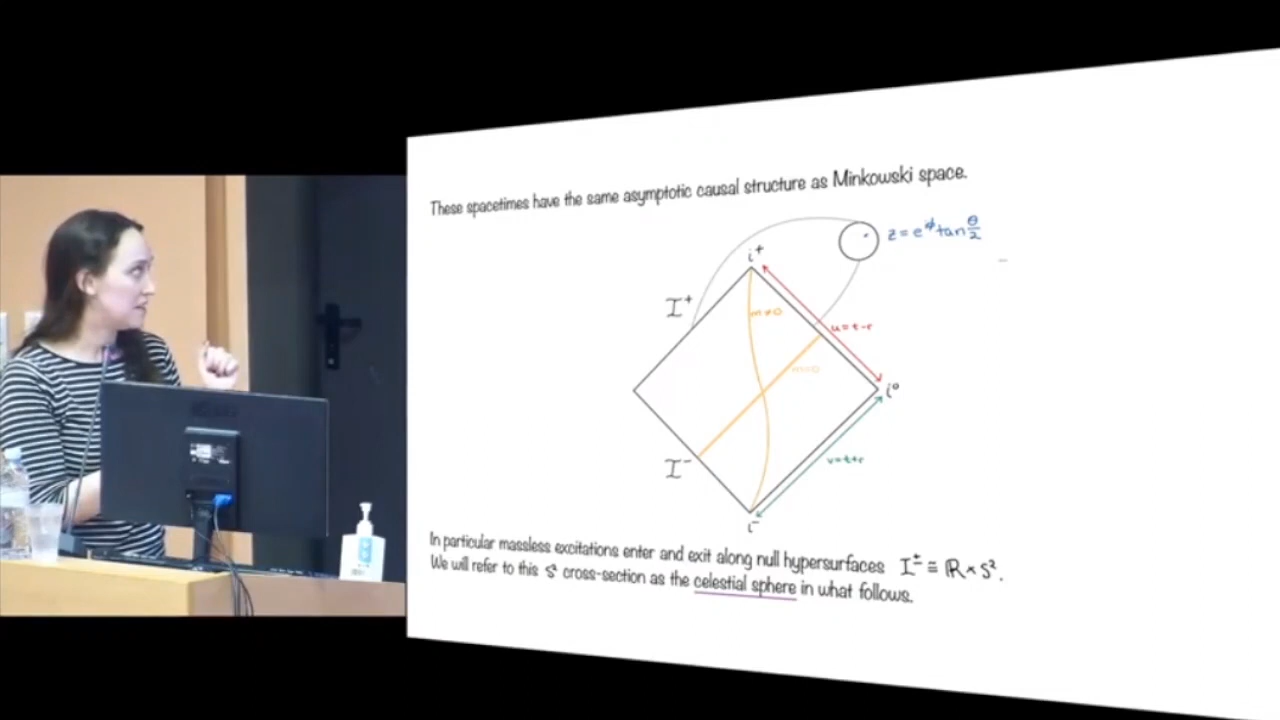 These spacetimes have the same asymptotic causal structure as Minkowski space.
z = e^{iϕ} tan θ/2
i⁺
I⁺
m≠0
u=t-r
m=0
i⁰
I⁻
v=t+r
i⁻
In particular massless excitations enter and exit along null hypersurfaces I^± ≅ ℝ × S².
We will refer to this S² cross-section as the celestial sphere in what follows.